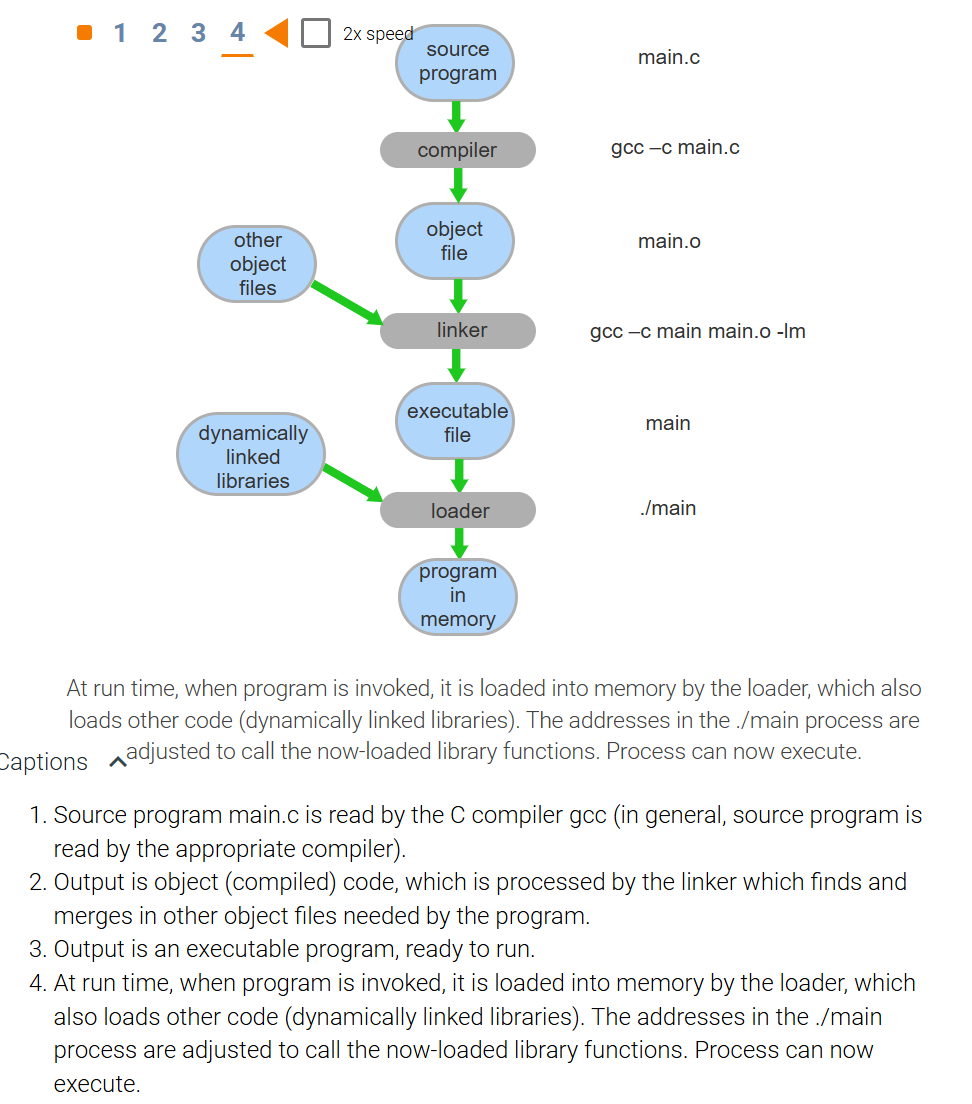 1 2 3 4 2x speed
source
program
main.c
compiler
gcc –c main.c
object
file
main.o
other
object
files
linker
gcc –c main main.o -lm
executable
file
main
dynamically
linked
libraries
loader
./main
program
in
memory
At run time, when program is invoked, it is loaded into memory by the loader, which also
loads other code (dynamically linked libraries). The addresses in the ./main process are
adjusted to call the now-loaded library functions. Process can now execute.
Captions
1. Source program main.c is read by the C compiler gcc (in general, source program is
read by the appropriate compiler).
2. Output is object (compiled) code, which is processed by the linker which finds and
merges in other object files needed by the program.
3. Output is an executable program, ready to run.
4. At run time, when program is invoked, it is loaded into memory by the loader, which
also loads other code (dynamically linked libraries). The addresses in the ./main
process are adjusted to call the now-loaded library functions. Process can now
execute.